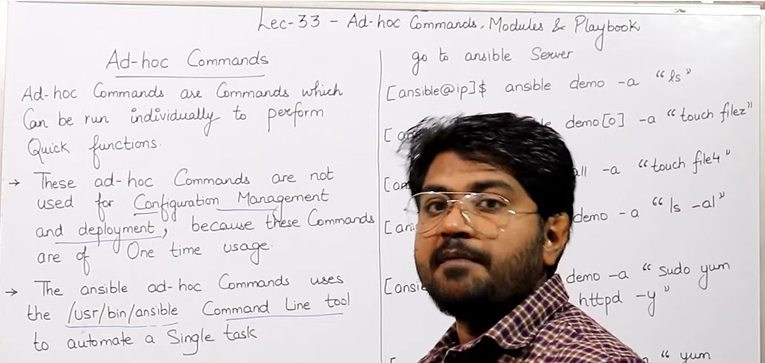 Lec-33 - Ad-hoc Commands, Modules & Playbook
Ad-hoc Commands
Ad-hoc Commands are Commands which
Can be run individually to perform
Quick functions.
→ These ad-hoc Commands are not
used for Configuration Management
and deployment, because these Commands
are of One time usage.
→ The ansible ad-hoc Commands uses
the /usr/bin/ansible Command Line tool
to automate a Single task
go to ansible Server
[ansible@ip]$ ansible demo -a "ls"
demo[0] -a "touch filez"
-a "touch file4"
demo -a "ls -al"
demo -a "sudo yum
httpd -y"
"yum